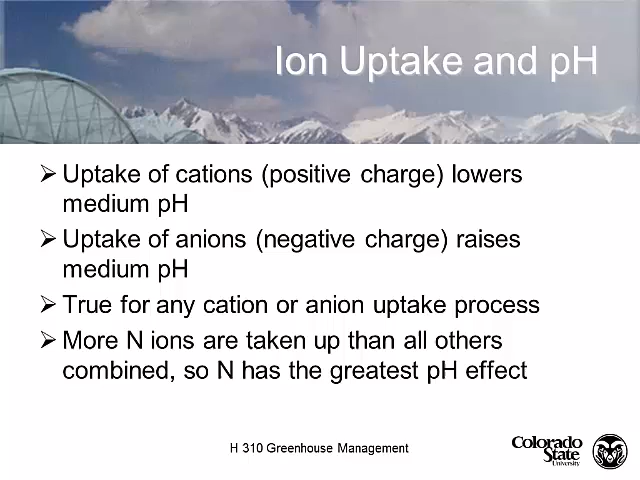 Ion Uptake and pH
➢ Uptake of cations (positive charge) lowers
medium pH
➢ Uptake of anions (negative charge) raises
medium pH
➢ True for any cation or anion uptake process
➢ More N ions are taken up than all others
combined, so N has the greatest pH effect
H 310 Greenhouse Management
Colorado
State
University